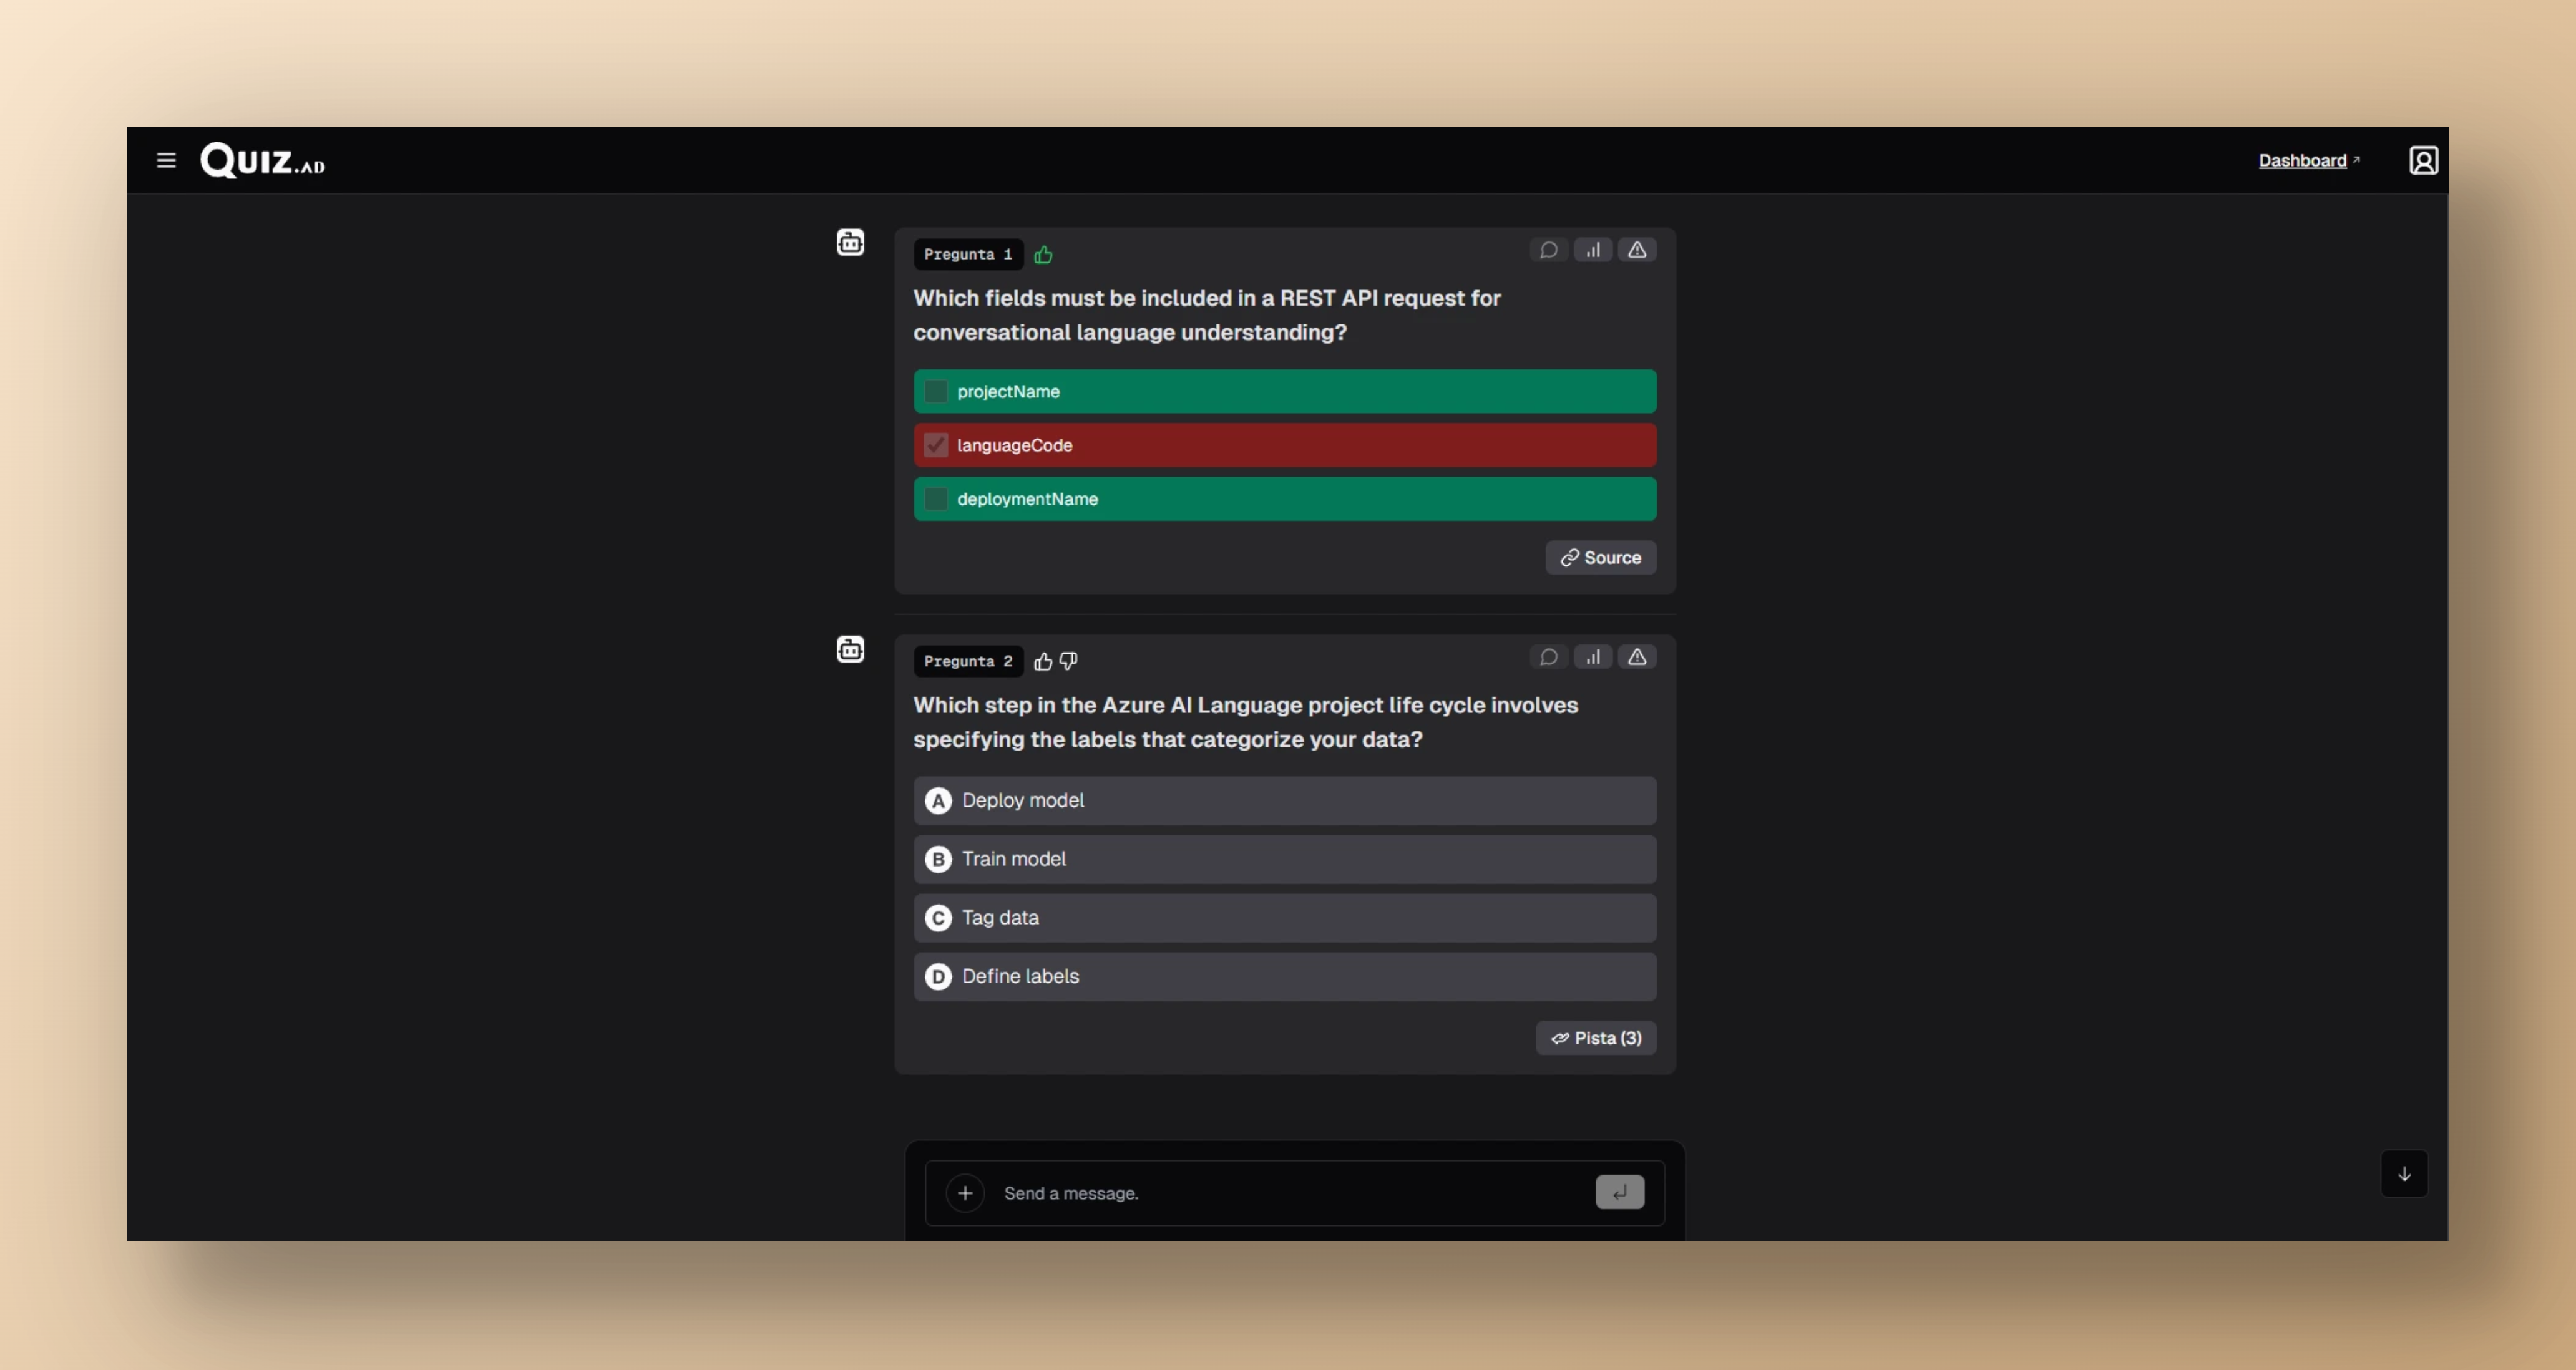 QUIZ.AD
Dashboard
Pregunta 1
Which fields must be included in a REST API request for
conversational language understanding?
projectName
languageCode
deploymentName
Source
Pregunta 2
Which step in the Azure AI Language project life cycle involves
specifying the labels that categorize your data?
A Deploy model
B Train model
C Tag data
D Define labels
Pista (3)
Send a message.